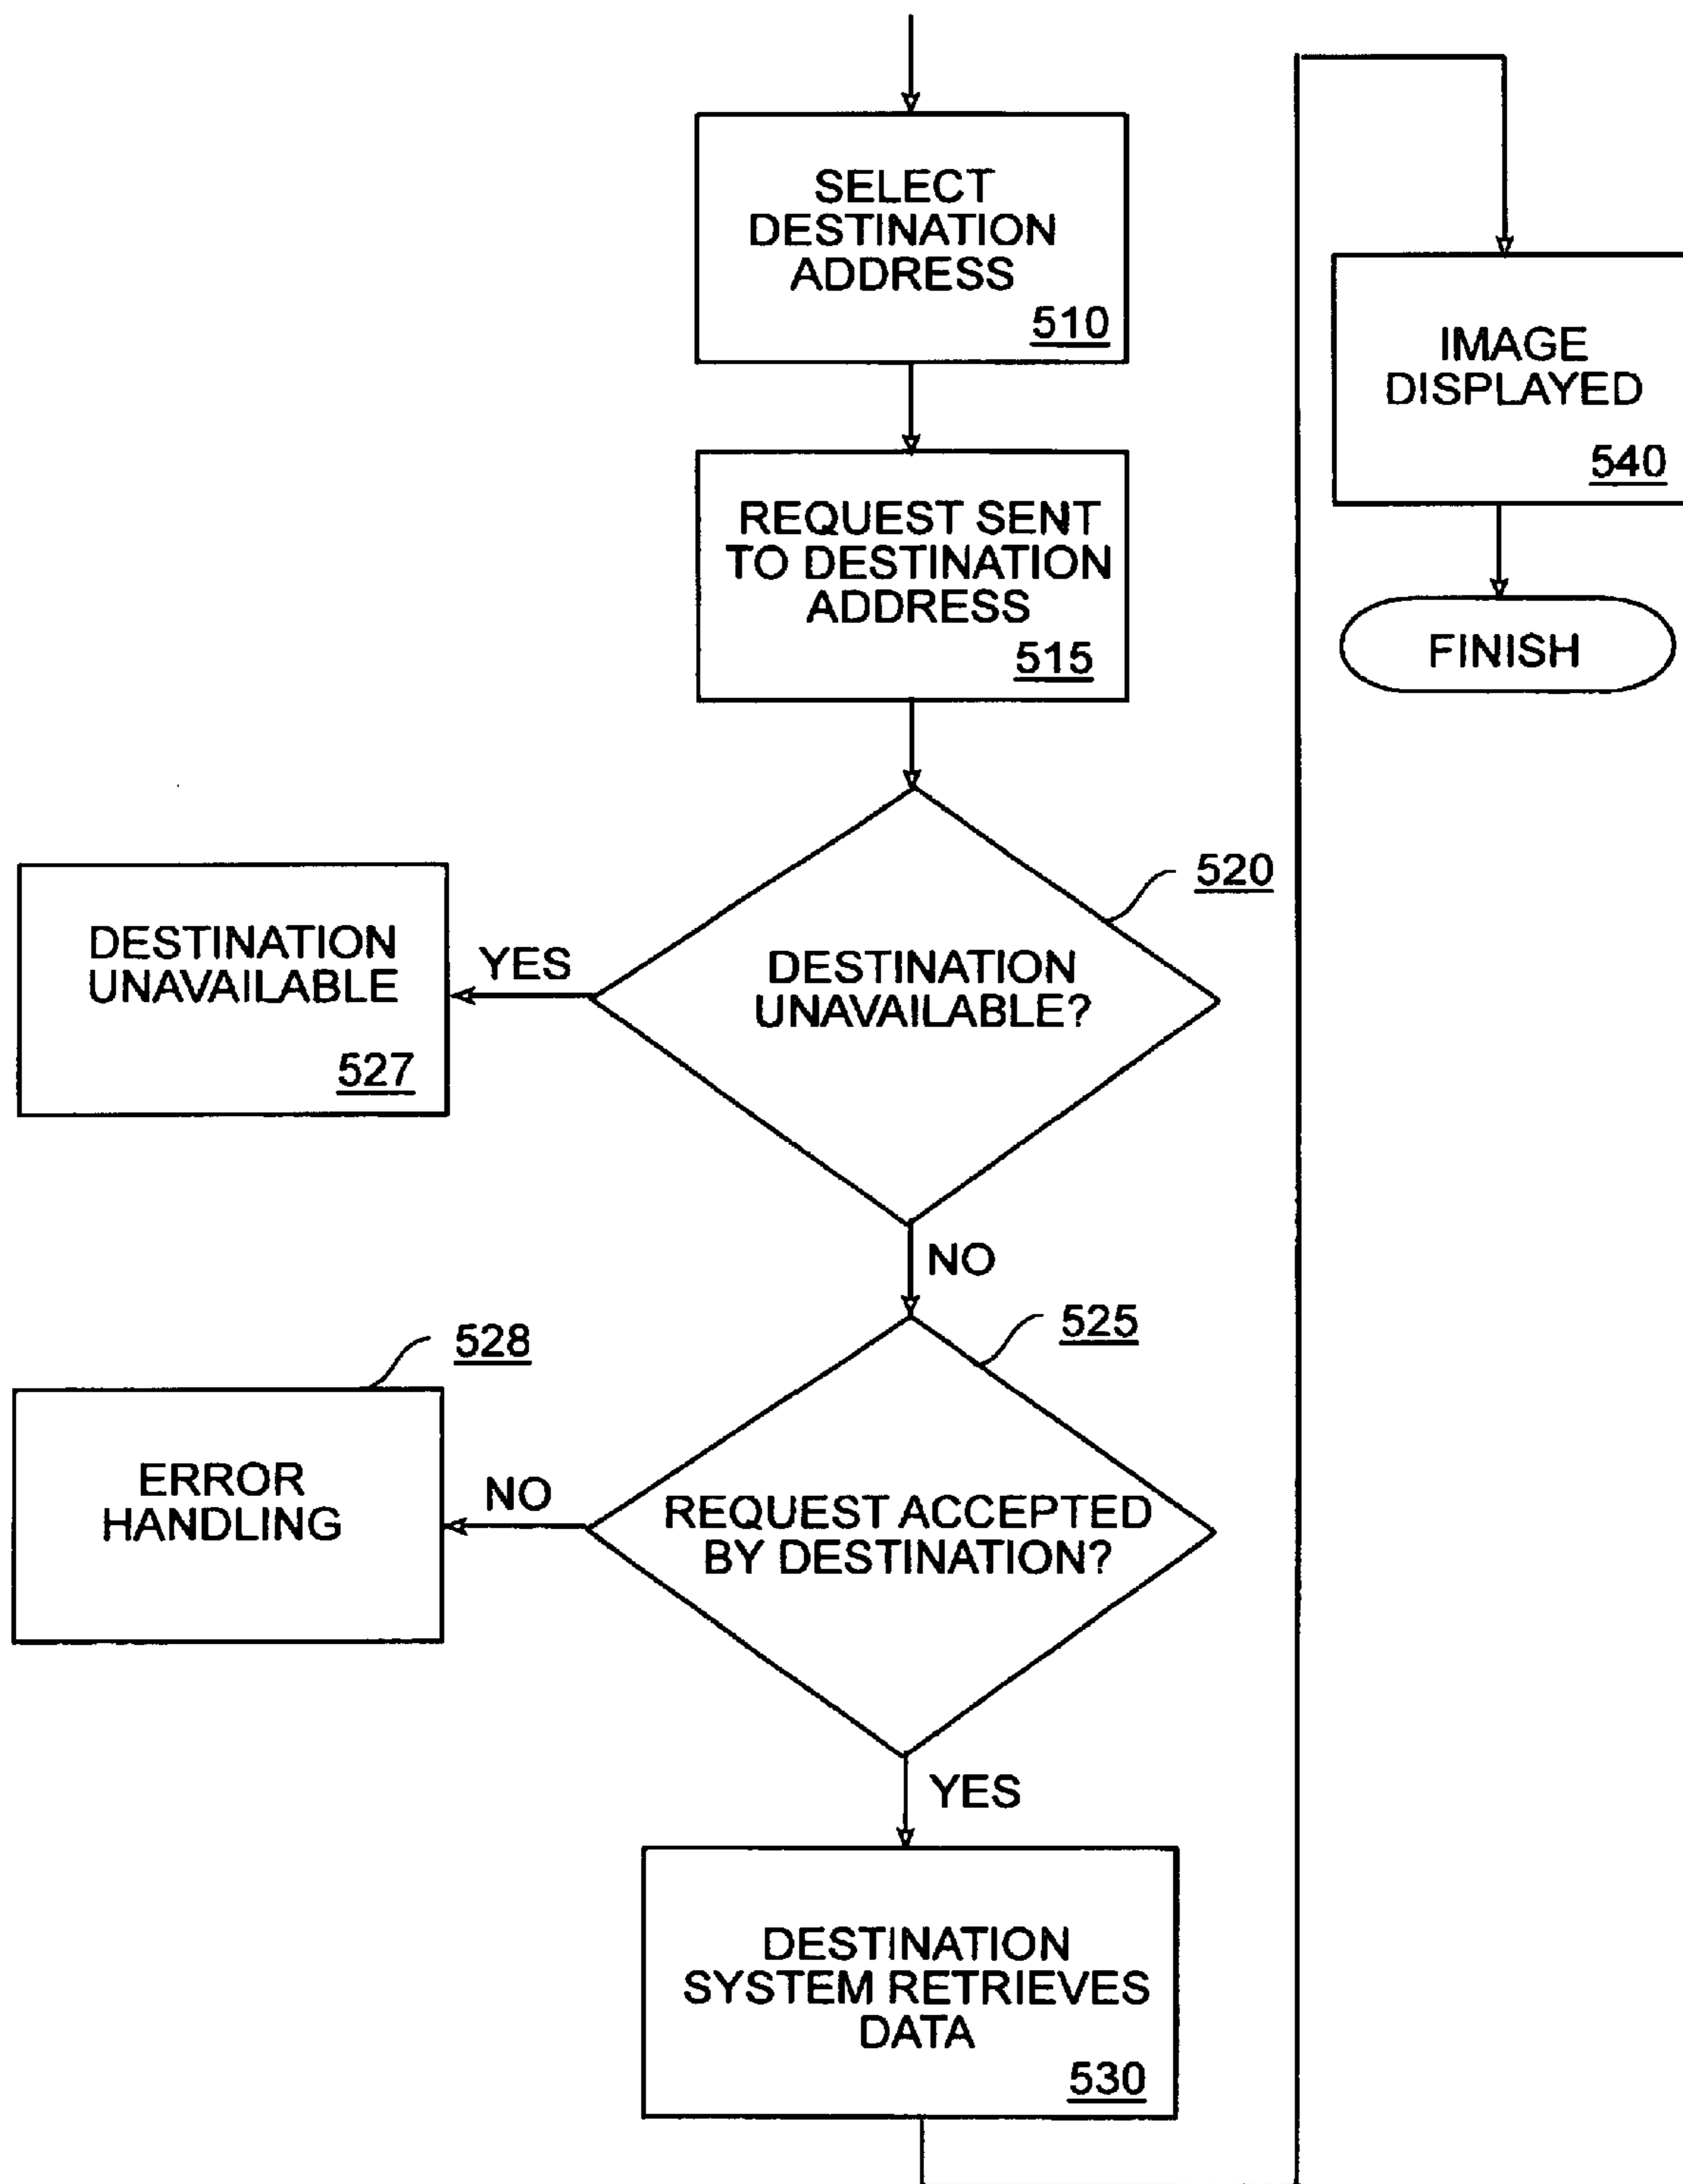 SELECT
DESTINATION
ADDRESS
510
REQUEST SENT
TO DESTINATION
ADDRESS
515
520
DESTINATION
UNAVAILABLE?
YES
DESTINATION
UNAVAILABLE
527
NO
525
REQUEST ACCEPTED
BY DESTINATION?
NO
528
ERROR
HANDLING
YES
DESTINATION
SYSTEM RETRIEVES
DATA
530
IMAGE
DISPLAYED
540
FINISH